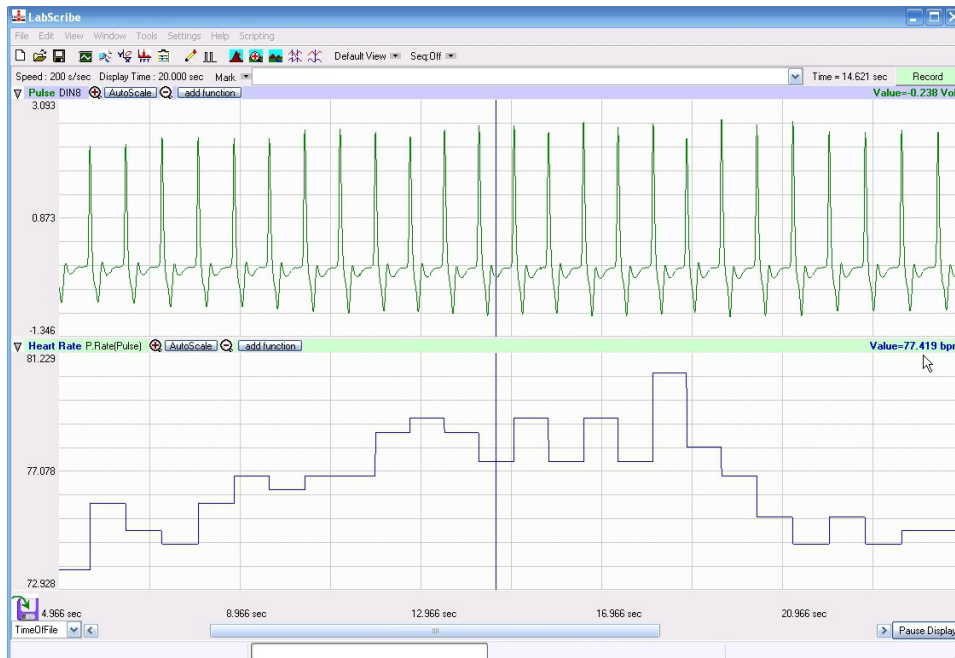 LabScribe
File Edit View Window Tools Settings Help Scripting
Default View Seq:Off
Speed : 200 s/sec Display Time : 20.000 sec Mark Time = 14.621 sec Record
Pulse DIN8 AutoScale add function Value=-0.238 Vol
3.093
0.873
-1.346
Heart Rate P.Rate(Pulse) AutoScale add function Value=77.419 bpm
81.229
77.078
72.928
4.966 sec 8.966 sec 12.966 sec 16.966 sec 20.966 sec
TimeOfFile Pause Display